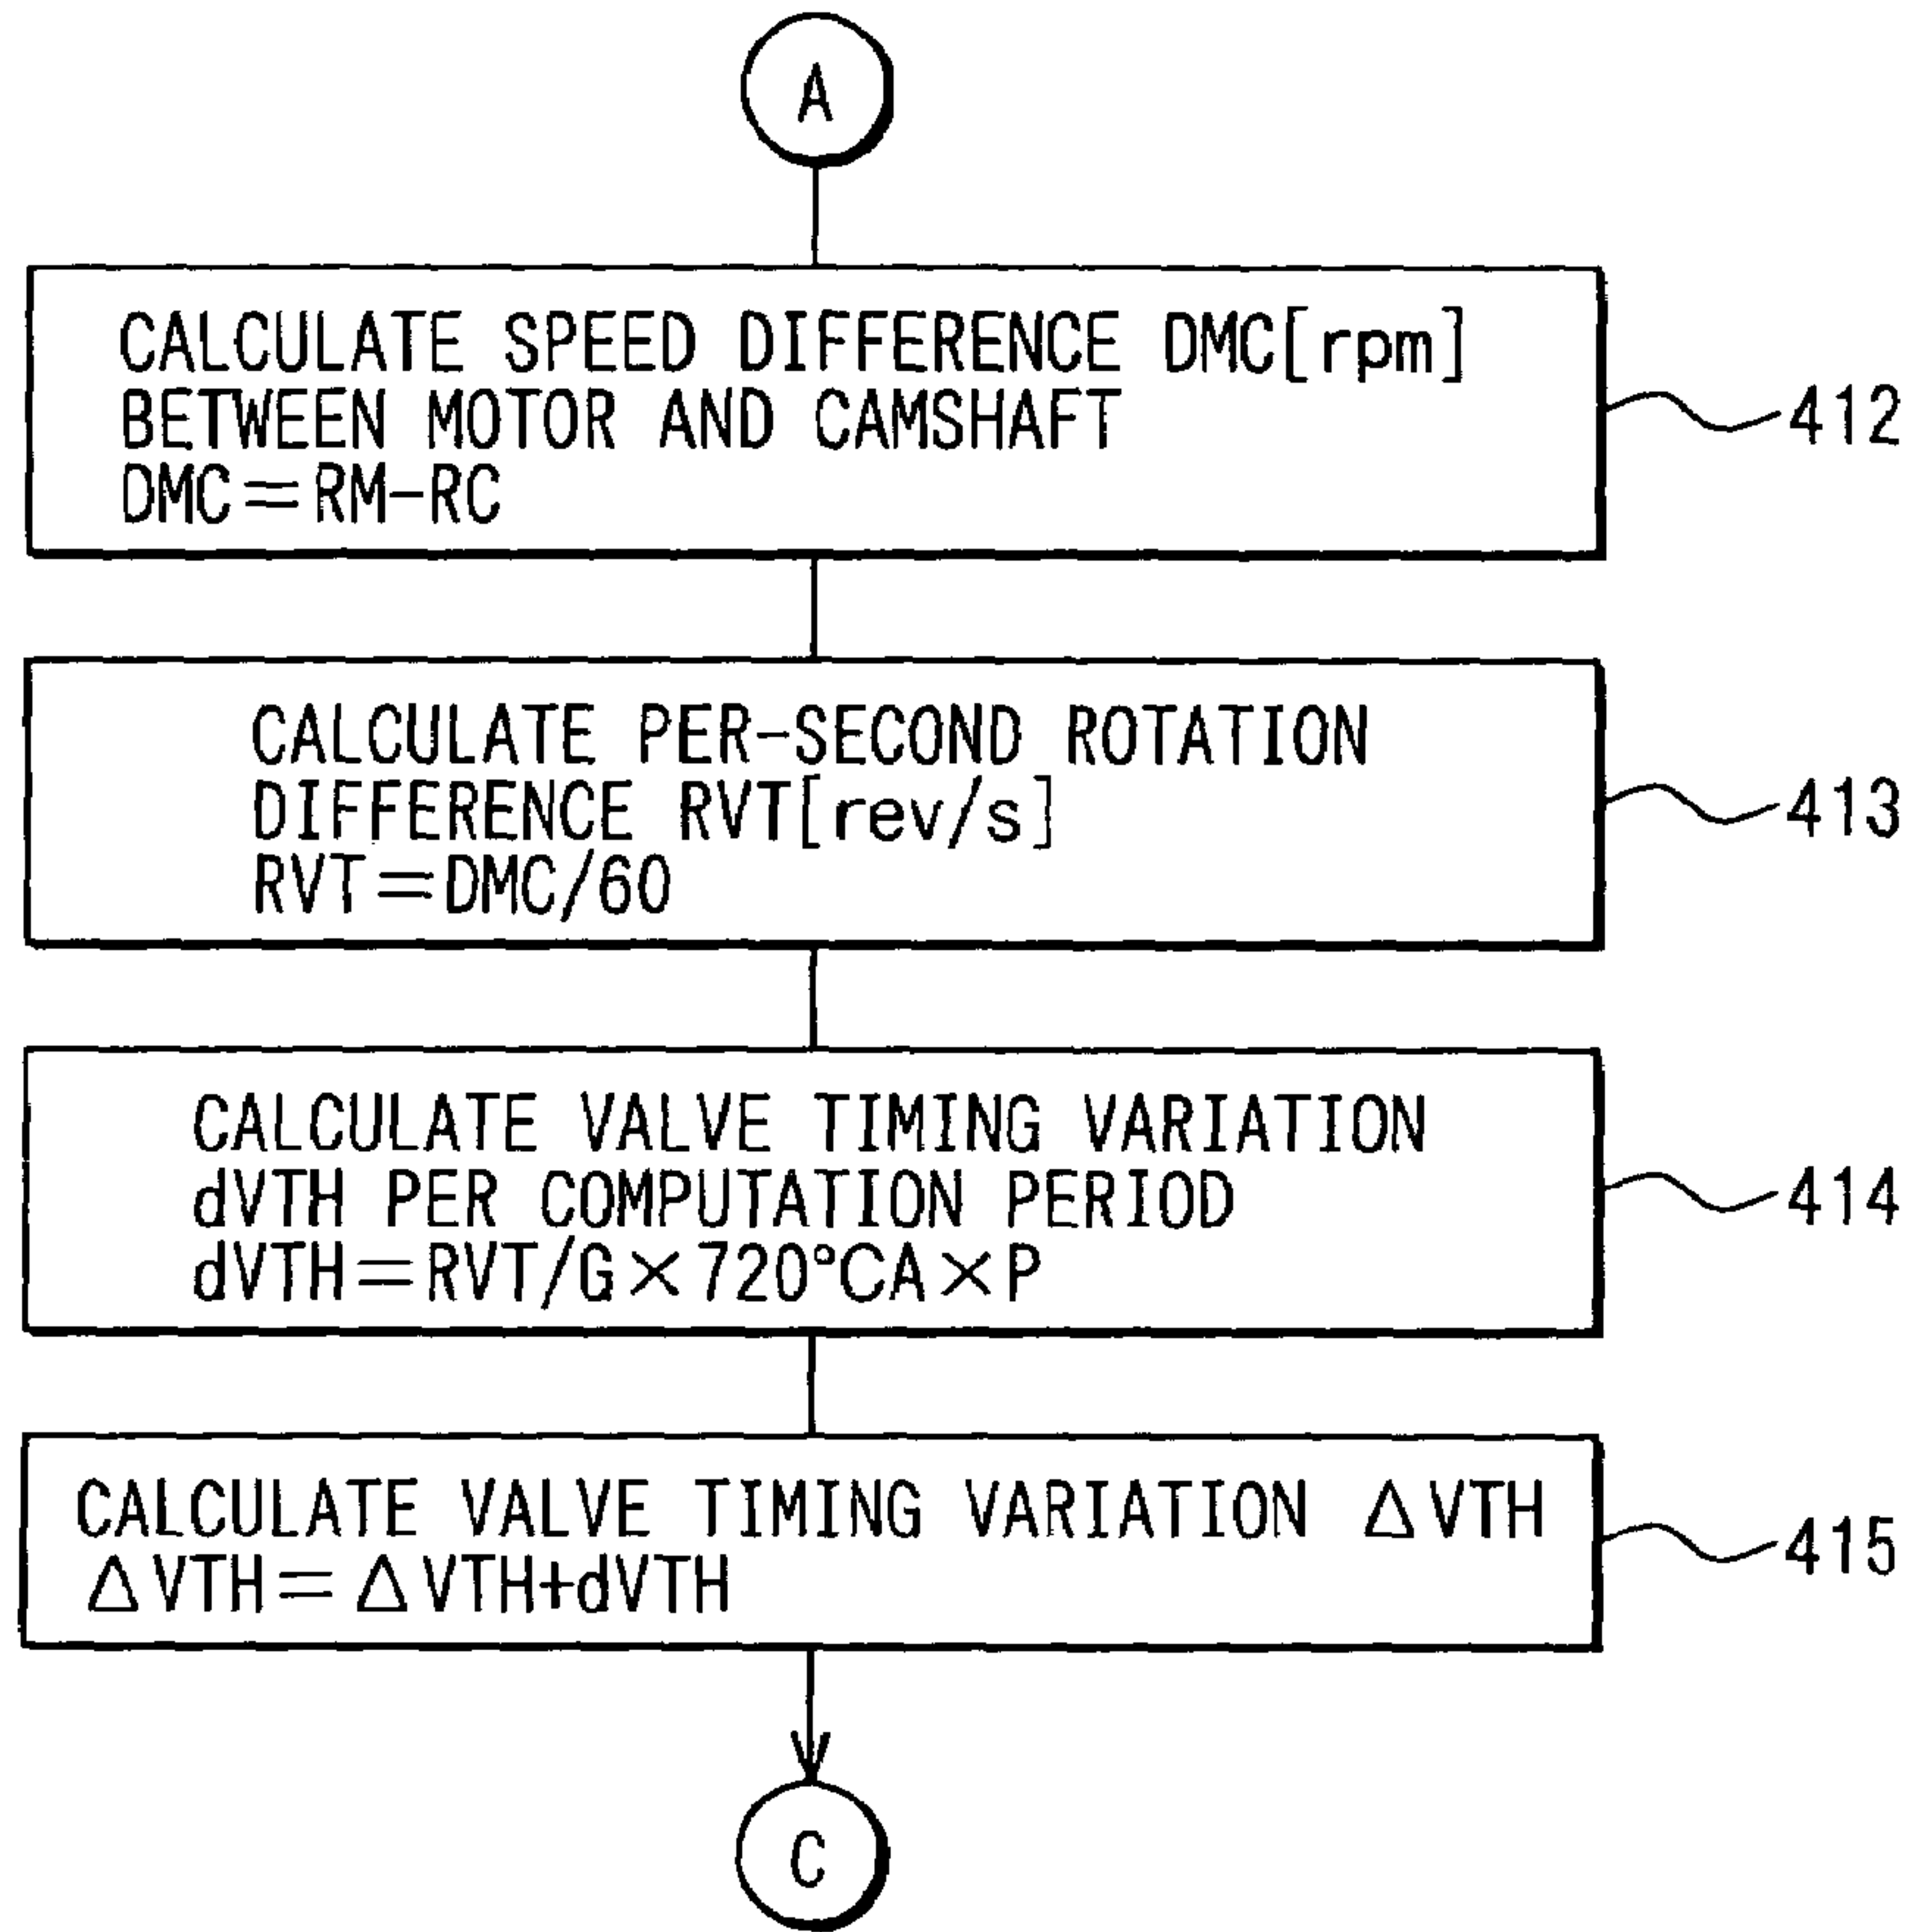 A
CALCULATE SPEED DIFFERENCE DMC[rpm]
BETWEEN MOTOR AND CAMSHAFT
DMC=RM-RC
412
CALCULATE PER-SECOND ROTATION
DIFFERENCE RVT[rev/s]
RVT=DMC/60
413
CALCULATE VALVE TIMING VARIATION
dVTH PER COMPUTATION PERIOD
dVTH=RVT/G×720°CA×P
414
CALCULATE VALVE TIMING VARIATION ΔVTH
ΔVTH=ΔVTH+dVTH
415
C